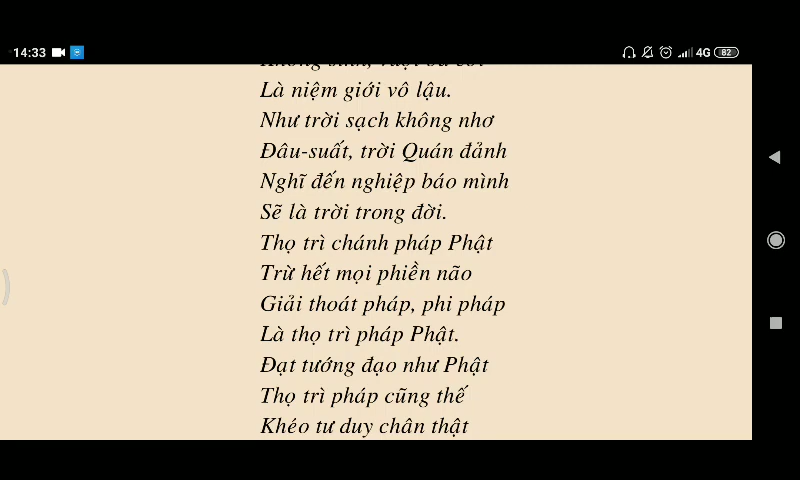 14:33 4G 82
Là niệm giới vô lậu.
Như trời sạch không nhơ
Đâu-suất, trời Quán đảnh
Nghĩ đến nghiệp báo mình
Sẽ là trời trong đời.
Thọ trì chánh pháp Phật
Trừ hết mọi phiền não
Giải thoát pháp, phi pháp
Là thọ trì pháp Phật.
Đạt tướng đạo như Phật
Thọ trì pháp cũng thế
Khéo tư duy chân thật